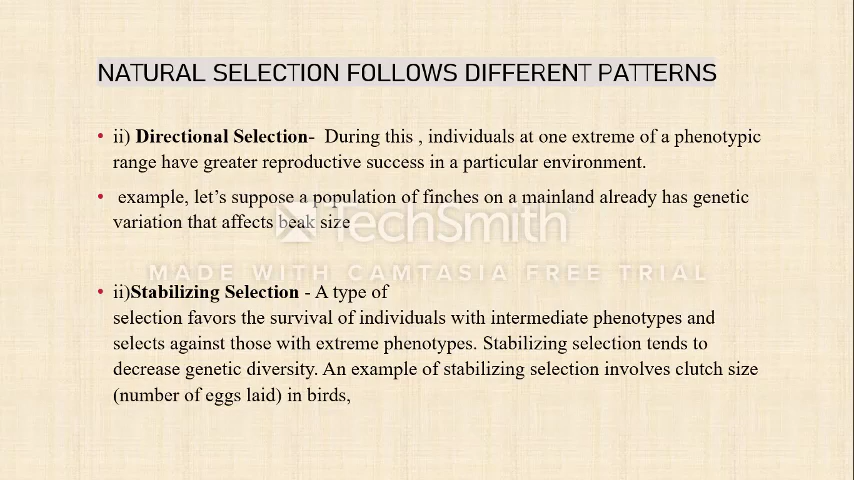 NATURAL SELECTION FOLLOWS DIFFERENT PATTERNS
• ii) Directional Selection- During this , individuals at one extreme of a phenotypic
range have greater reproductive success in a particular environment.
• example, let’s suppose a population of finches on a mainland already has genetic
variation that affects beak size
TechSmith
MADE WITH CAMTASIA FREE TRIAL
• ii)Stabilizing Selection - A type of
selection favors the survival of individuals with intermediate phenotypes and
selects against those with extreme phenotypes. Stabilizing selection tends to
decrease genetic diversity. An example of stabilizing selection involves clutch size
(number of eggs laid) in birds,